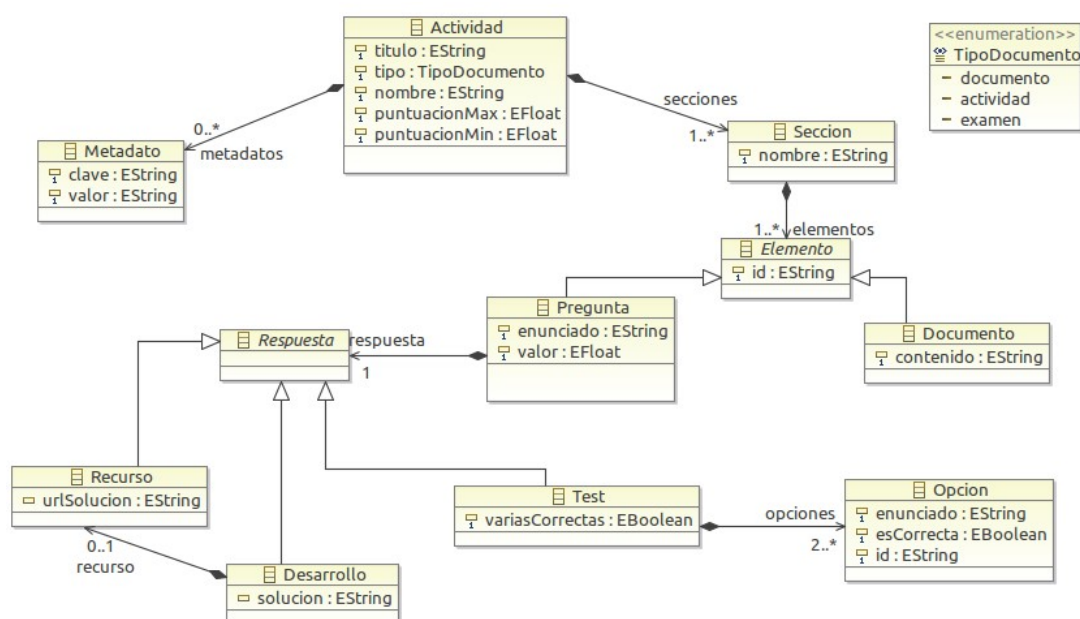 Actividad
titulo : EString
tipo : TipoDocumento
nombre : EString
puntuacionMax : EFloat
puntuacionMin : EFloat
<<enumeration>>
TipoDocumento
documento
actividad
examen
secciones
1..*
Seccion
nombre : EString
0..*
metadatos
Metadato
clave : EString
valor : EString
1..*
elementos
Elemento
id : EString
Pregunta
enunciado : EString
valor : EFloat
Documento
contenido : EString
Respuesta
respuesta
1
Recurso
urlSolucion : EString
Test
variasCorrectas : EBoolean
opciones
2..*
Opcion
enunciado : EString
esCorrecta : EBoolean
id : EString
0..1
recurso
Desarrollo
solucion : EString